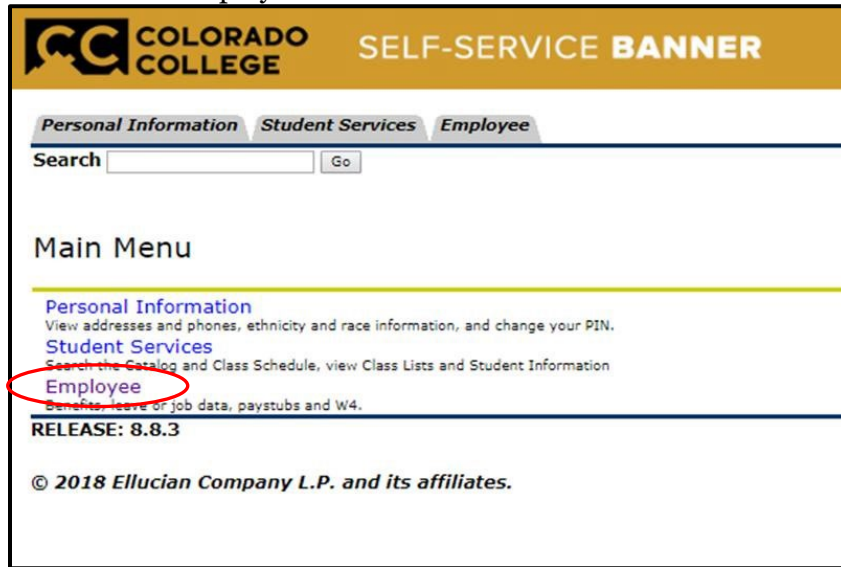 COLORADO
COLLEGE
SELF-SERVICE BANNER
Personal Information Student Services Employee
Search Go
Main Menu
Personal Information
View addresses and phones, ethnicity and race information, and change your PIN.
Student Services
Search the Catalog and Class Schedule, view Class Lists and Student Information
Employee
Benefits, leave or job data, paystubs and W4.
RELEASE: 8.8.3
© 2018 Ellucian Company L.P. and its affiliates.